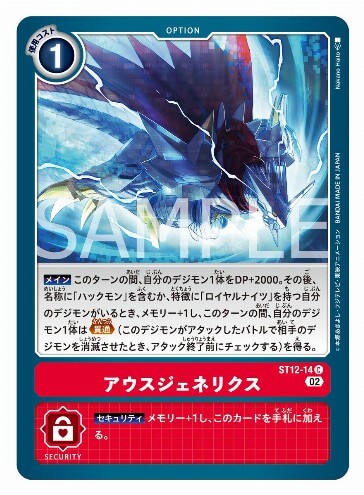 OPTION
使用コスト
1
Nakano Haito
SAMPLE
メイン このターンの間、自分のデジモン1体をDP+2000。その後、
名称に「ハックモン」を含むか、特徴に「ロイヤルナイツ」を持つ自分
のデジモンがいるとき、メモリー+1し、このターンの間、自分のデジモ
ン1体は 貫通 (このデジモンがアタックしたバトルで相手のデ
ジモンを消滅させたとき、アタック終了前にチェックする)を得る。
BANDAI MADE IN JAPAN
ST12-14 C
アウスジェネリクス
02
セキュリティ メモリー+1し、このカードを手札に加え
る。
SECURITY